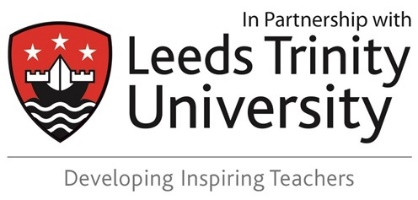 In Partnership with
Leeds Trinity
University
Developing Inspiring Teachers